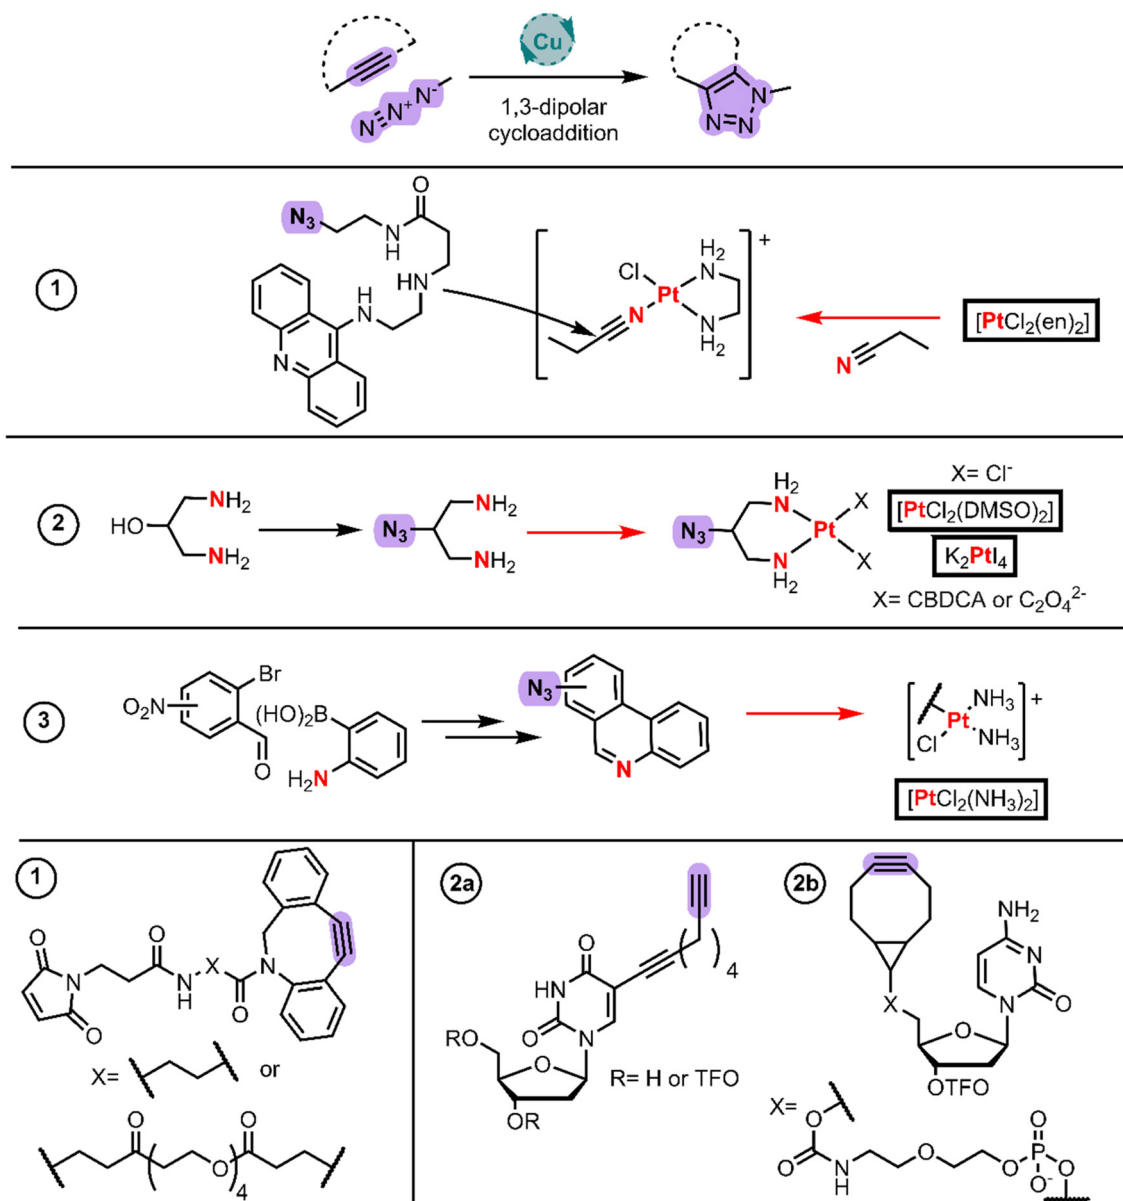 Cu
N≡N⁺ N⁻
1,3-dipolar
cycloaddition
N
N=N
1
N₃
O
N
H
HN
H
N
N
Cl
Pt
H₂
N
N
H₂
N
+
[PtCl₂(en)₂]
N
2
NH₂
HO
NH₂
NH₂
N₃
NH₂
H₂
N
N₃
N
H₂
Pt
X
X
X= Cl⁻
[PtCl₂(DMSO)₂]
K₂PtI₄
X= CBDCA or C₂O₄²⁻
3
O₂N
Br
O
(HO)₂B
H₂N
N₃
N
NH₃
Pt
Cl
NH₃
+
[PtCl₂(NH₃)₂]
1
O
N
O
O
N
H
X
O
N
X=
or
O
O
O
4
2a
4
O
HN
O
N
RO
O
OR
R= H or TFO
2b
NH₂
N
N
O
X
O
OTFO
X=
O
O
N
H
O
O
O
P
O⁻
O